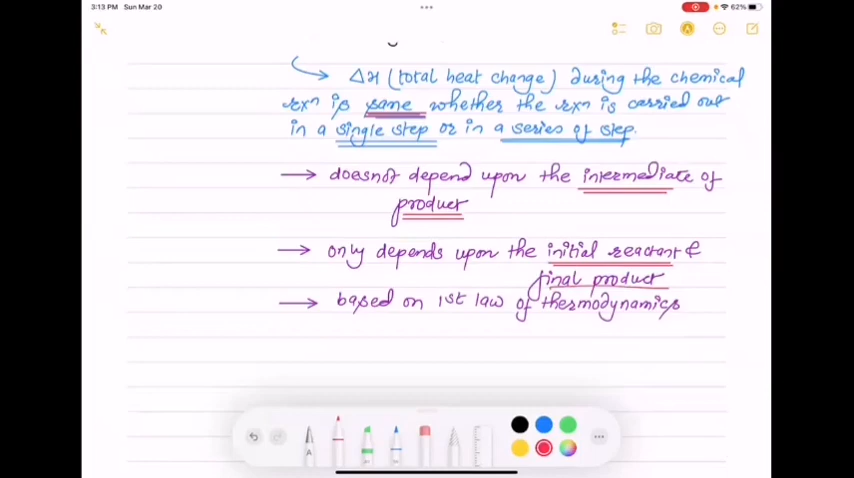 3:13 PM Sun Mar 20
62%
→ ΔH (total heat change) during the chemical
rxⁿ is same whether the rxⁿ is carried out
in a single step or in a series of step.
→ doesnot depend upon the intermediate of
product
→ only depends upon the initial reactant &
final product
→ based on 1st law of thermodynamics
A